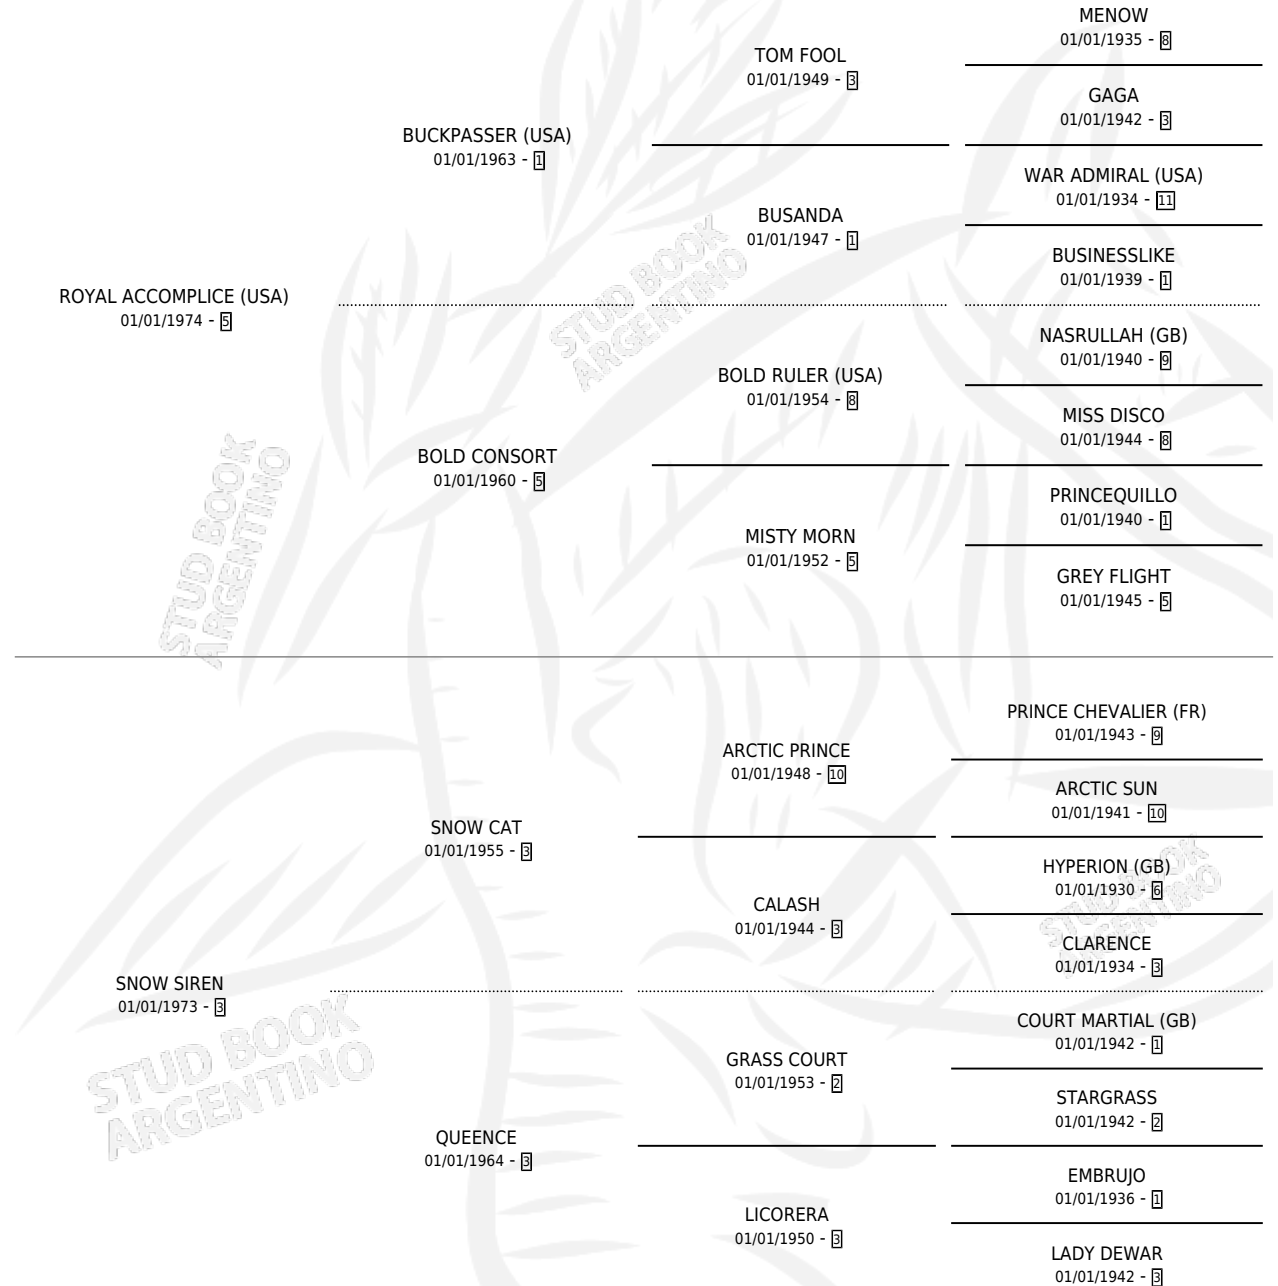 MENOW
01/01/1935 - 8
TOM FOOL
01/01/1949 - 3
GAGA
01/01/1942 - 3
BUCKPASSER (USA)
01/01/1963 - 1
WAR ADMIRAL (USA)
01/01/1934 - 11
BUSANDA
01/01/1947 - 1
BUSINESSLIKE
01/01/1939 - 1
ROYAL ACCOMPLICE (USA)
01/01/1974 - 5
STUD BOOK
ARGENTINO
NASRULLAH (GB)
01/01/1940 - 9
BOLD RULER (USA)
01/01/1954 - 8
MISS DISCO
01/01/1944 - 8
BOLD CONSORT
01/01/1960 - 5
PRINCEQUILLO
01/01/1940 - 1
MISTY MORN
01/01/1952 - 5
GREY FLIGHT
01/01/1945 - 5
STUD BOOK
ARGENTINO
PRINCE CHEVALIER (FR)
01/01/1943 - 9
ARCTIC PRINCE
01/01/1948 - 10
ARCTIC SUN
01/01/1941 - 10
SNOW CAT
01/01/1955 - 3
HYPERION (GB)
01/01/1930 - 6
CALASH
01/01/1944 - 3
CLARENCE
01/01/1934 - 3
STUD BOOK
ARGENTINO
SNOW SIREN
01/01/1973 - 3
STUD BOOK
ARGENTINO
COURT MARTIAL (GB)
01/01/1942 - 1
GRASS COURT
01/01/1953 - 2
STARGRASS
01/01/1942 - 2
QUEENCE
01/01/1964 - 3
EMBRUJO
01/01/1936 - 1
LICORERA
01/01/1950 - 3
LADY DEWAR
01/01/1942 - 3